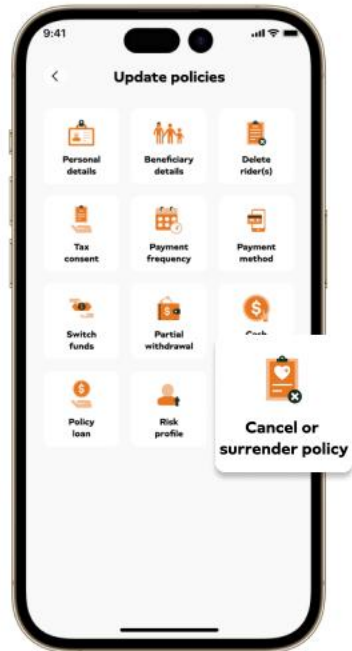 9:41
Update policies
Personal
details
Beneficiary
details
Delete
rider(s)
Tax
consent
Payment
frequency
Payment
method
Switch
funds
Partial
withdrawal
Policy
loan
Risk
profile
Cancel or
surrender policy